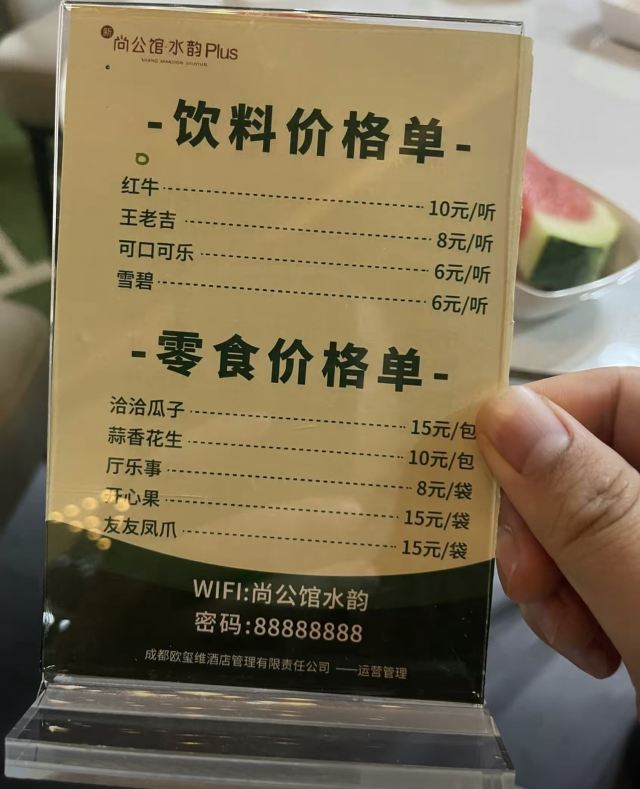 新 尚公馆·水韵Plus
-饮料价格单-
红牛 10元/听
王老吉 8元/听
可口可乐 6元/听
雪碧 6元/听
-零食价格单-
洽洽瓜子 15元/包
蒜香花生 10元/包
厅乐事 8元/袋
开心果 15元/袋
友友凤爪 15元/袋
WIFI:尚公馆水韵
密码:88888888
成都欧玺维酒店管理有限责任公司 ——运营管理